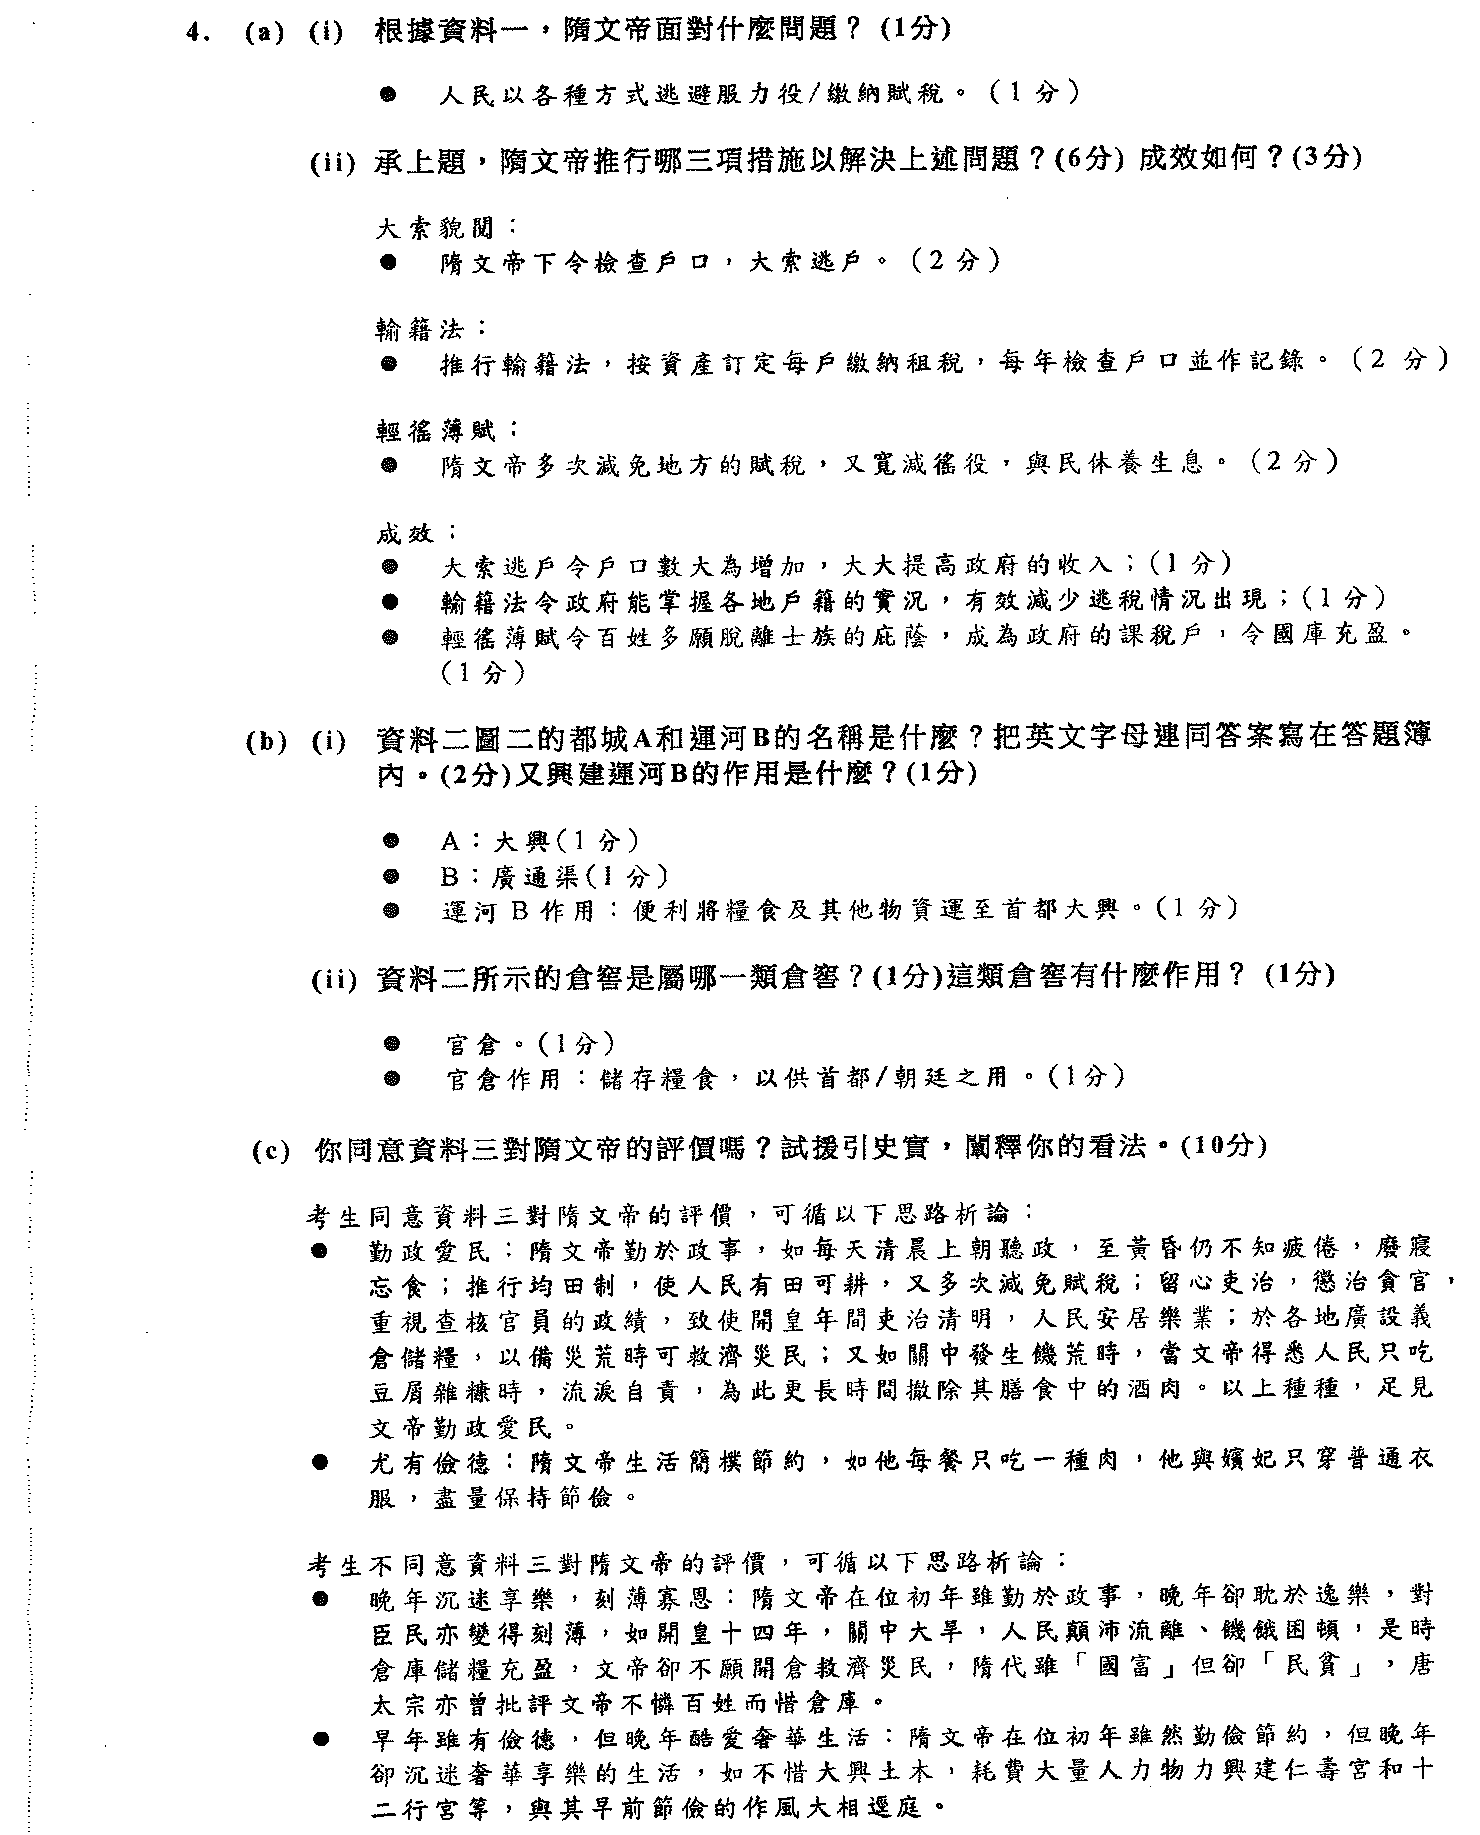 4. (a) (i) 根據資料一，隋文帝面對什麼問題？(1分)
● 人民以各種方式逃避服力役/繳納賦稅。(1分)
(ii) 承上題，隋文帝推行哪三項措施以解決上述問題？(6分) 成效如何？(3分)
大索貌閱：
● 隋文帝下令檢查戶口，大索逃戶。(2分)
輸籍法：
● 推行輸籍法，按資產訂定每戶繳納租稅，每年檢查戶口並作記錄。(2分)
輕徭薄賦：
● 隋文帝多次減免地方的賦稅，又寬減徭役，與民休養生息。(2分)
成效：
● 大索逃戶令戶口數大為增加，大大提高政府的收入；(1分)
● 輸籍法令政府能掌握各地戶籍的實況，有效減少逃稅情況出現；(1分)
● 輕徭薄賦令百姓多願脫離士族的庇蔭，成為政府的課稅戶，令國庫充盈。
(1分)
(b) (i) 資料二圖二的都城A和運河B的名稱是什麼？把英文字母連同答案寫在答題簿
內。(2分)又興建運河B的作用是什麼？(1分)
● A：大興(1分)
● B：廣通渠(1分)
● 運河B作用：便利將糧食及其他物資運至首都大興。(1分)
(ii) 資料二所示的倉窖是屬哪一類倉窖？(1分)這類倉窖有什麼作用？ (1分)
● 官倉。(1分)
● 官倉作用：儲存糧食，以供首都/朝廷之用。(1分)
(c) 你同意資料三對隋文帝的評價嗎？試援引史實，闡釋你的看法。(10分)
考生同意資料三對隋文帝的評價，可循以下思路析論：
● 勤政愛民：隋文帝勤於政事，如每天清晨上朝聽政，至黃昏仍不知疲倦，廢寢
忘食；推行均田制，使人民有田可耕，又多次減免賦稅；留心吏治，懲治貪官，
重視查核官員的政績，致使開皇年間吏治清明，人民安居樂業；於各地廣設義
倉儲糧，以備災荒時可救濟災民；又如關中發生饑荒時，當文帝得悉人民只吃
豆屑雜糠時，流淚自責，為此更長時間撤除其膳食中的酒肉。以上種種，足見
文帝勤政愛民。
● 尤有儉德：隋文帝生活簡樸節約，如他每餐只吃一種肉，他與嬪妃只穿普通衣
服，盡量保持節儉。
考生不同意資料三對隋文帝的評價，可循以下思路析論：
● 晚年沉迷享樂，刻薄寡恩：隋文帝在位初年雖勤於政事，晚年卻耽於逸樂，對
臣民亦變得刻薄，如開皇十四年，關中大旱，人民顛沛流離、饑餓困頓，是時
倉庫儲糧充盈，文帝卻不願開倉救濟災民，隋代雖「國富」但卻「民貧」，唐
太宗亦曾批評文帝不憐百姓而惜倉庫。
● 早年雖有儉德，但晚年酷愛奢華生活：隋文帝在位初年雖然勤儉節約，但晚年
卻沉迷奢華享樂的生活，如不惜大興土木，耗費大量人力物力興建仁壽宮和十
二行宮等，與其早前節儉的作風大相逕庭。